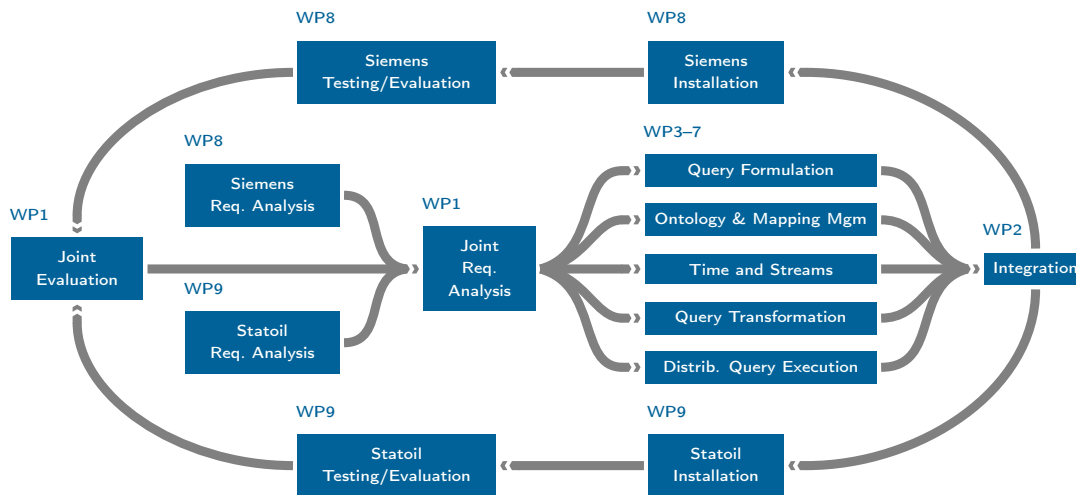 WP8
Siemens
Testing/Evaluation
WP8
Siemens
Installation
WP3–7
Query Formulation
Ontology & Mapping Mgm
Time and Streams
Query Transformation
Distrib. Query Execution
WP8
Siemens
Req. Analysis
WP1
Joint
Req.
Analysis
WP1
Joint
Evaluation
WP2
Integration
WP9
Statoil
Req. Analysis
WP9
Statoil
Testing/Evaluation
WP9
Statoil
Installation